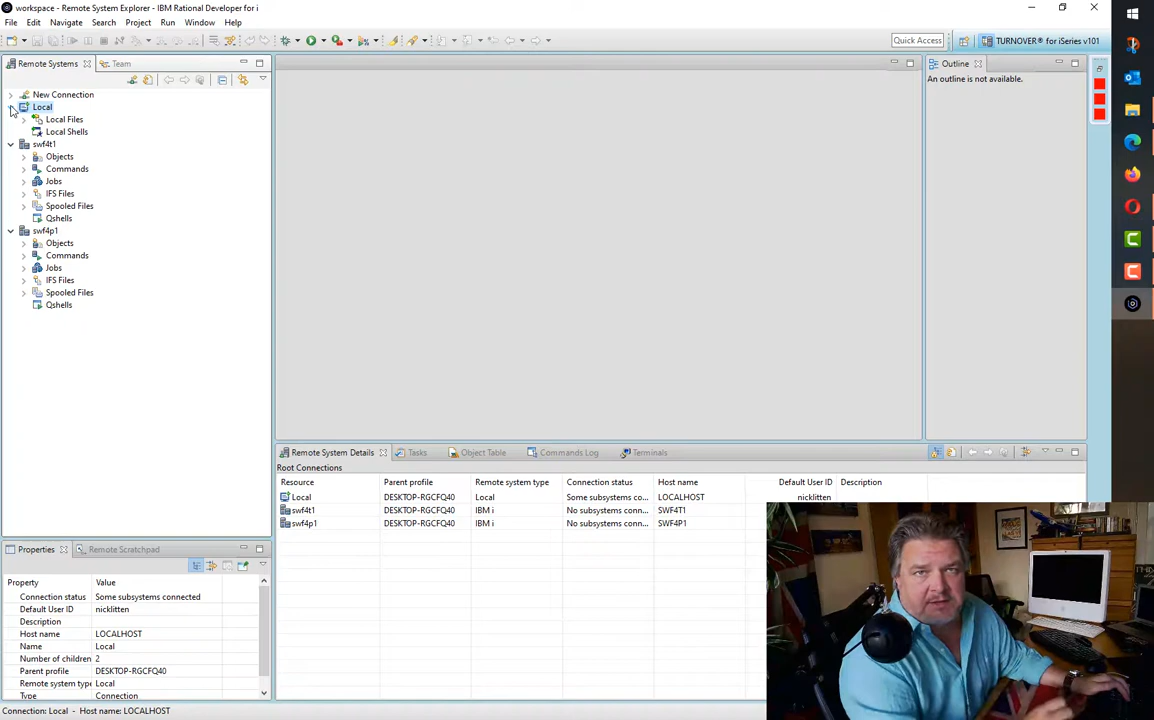 workspace - Remote System Explorer - IBM Rational Developer for i
File Edit Navigate Search Project Run Window Help
Quick Access
TURNOVER® for iSeries v101
Remote Systems
Team
New Connection
Local
Local Files
Local Shells
swf4t1
Objects
Commands
Jobs
IFS Files
Spooled Files
Qshells
swf4p1
Objects
Commands
Jobs
IFS Files
Spooled Files
Qshells
Outline
An outline is not available.
Remote System Details Tasks Object Table Commands Log Terminals
Root Connections
Resource Parent profile Remote system type Connection status Host name Default User ID Description
Local DESKTOP-RGCFQ40 Local Some subsystems co... LOCALHOST nicklitten
swf4t1 DESKTOP-RGCFQ40 IBM i No subsystems conn... SWF4T1
swf4p1 DESKTOP-RGCFQ40 IBM i No subsystems conn... SWF4P1
Properties Remote Scratchpad
Property Value
Connection status Some subsystems connected
Default User ID nicklitten
Description
Host name LOCALHOST
Name Local
Number of children 2
Parent profile DESKTOP-RGCFQ40
Remote system type Local
Type Connection
Connection: Local - Host name: LOCALHOST